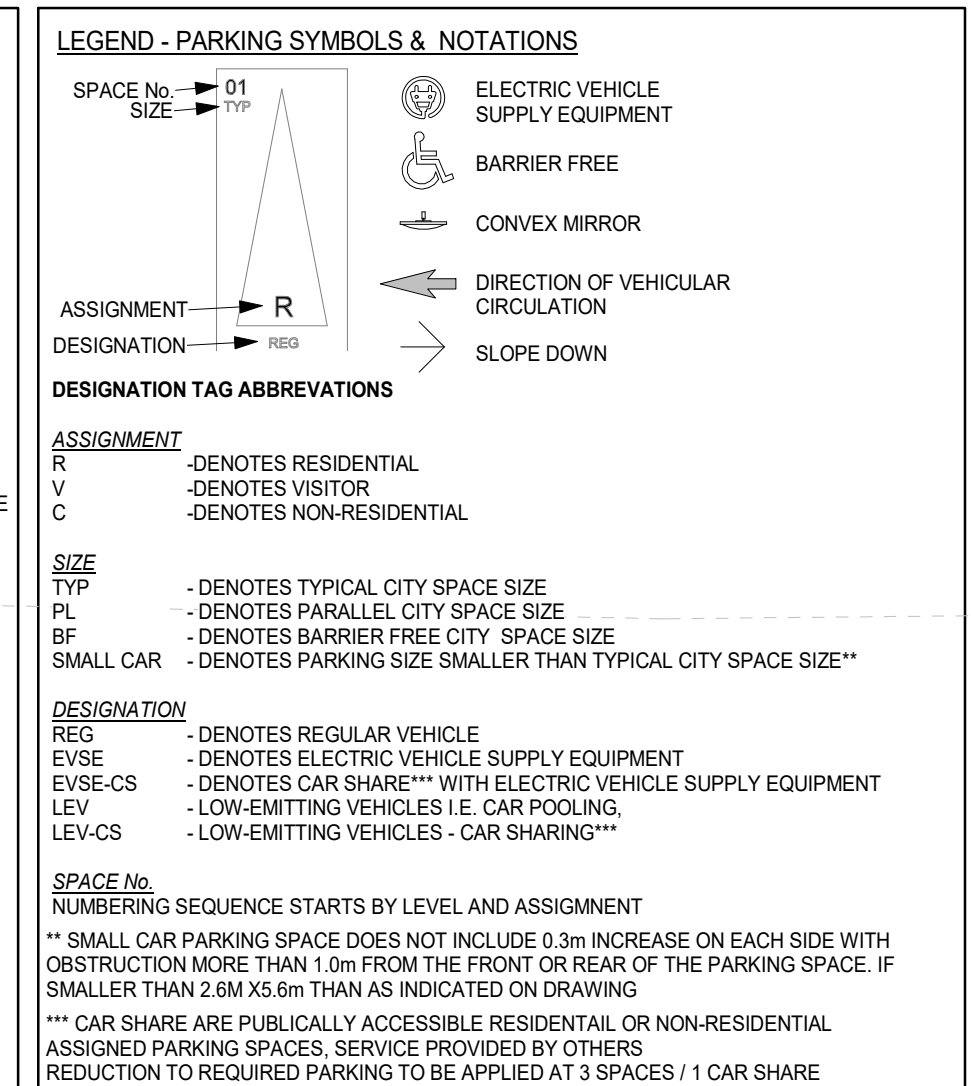 LEGEND - PARKING SYMBOLS & NOTATIONS
SPACE No.
SIZE
01
TYP
ASSIGNMENT
R
DESIGNATION
REG
ELECTRIC VEHICLE
SUPPLY EQUIPMENT
BARRIER FREE
CONVEX MIRROR
DIRECTION OF VEHICULAR
CIRCULATION
SLOPE DOWN
DESIGNATION TAG ABBREVATIONS
ASSIGNMENT
R -DENOTES RESIDENTIAL
V -DENOTES VISITOR
C -DENOTES NON-RESIDENTIAL
E
SIZE
TYP - DENOTES TYPICAL CITY SPACE SIZE
PL - DENOTES PARALLEL CITY SPACE SIZE
BF - DENOTES BARRIER FREE CITY SPACE SIZE
SMALL CAR - DENOTES PARKING SIZE SMALLER THAN TYPICAL CITY SPACE SIZE**
DESIGNATION
REG - DENOTES REGULAR VEHICLE
EVSE - DENOTES ELECTRIC VEHICLE SUPPLY EQUIPMENT
EVSE-CS - DENOTES CAR SHARE*** WITH ELECTRIC VEHICLE SUPPLY EQUIPMENT
LEV - LOW-EMITTING VEHICLES I.E. CAR POOLING,
LEV-CS - LOW-EMITTING VEHICLES - CAR SHARING***
SPACE No.
NUMBERING SEQUENCE STARTS BY LEVEL AND ASSIGMNENT
** SMALL CAR PARKING SPACE DOES NOT INCLUDE 0.3m INCREASE ON EACH SIDE WITH
OBSTRUCTION MORE THAN 1.0m FROM THE FRONT OR REAR OF THE PARKING SPACE. IF
SMALLER THAN 2.6M X5.6m THAN AS INDICATED ON DRAWING
*** CAR SHARE ARE PUBLICALLY ACCESSIBLE RESIDENTAIL OR NON-RESIDENTIAL
ASSIGNED PARKING SPACES, SERVICE PROVIDED BY OTHERS
REDUCTION TO REQUIRED PARKING TO BE APPLIED AT 3 SPACES / 1 CAR SHARE